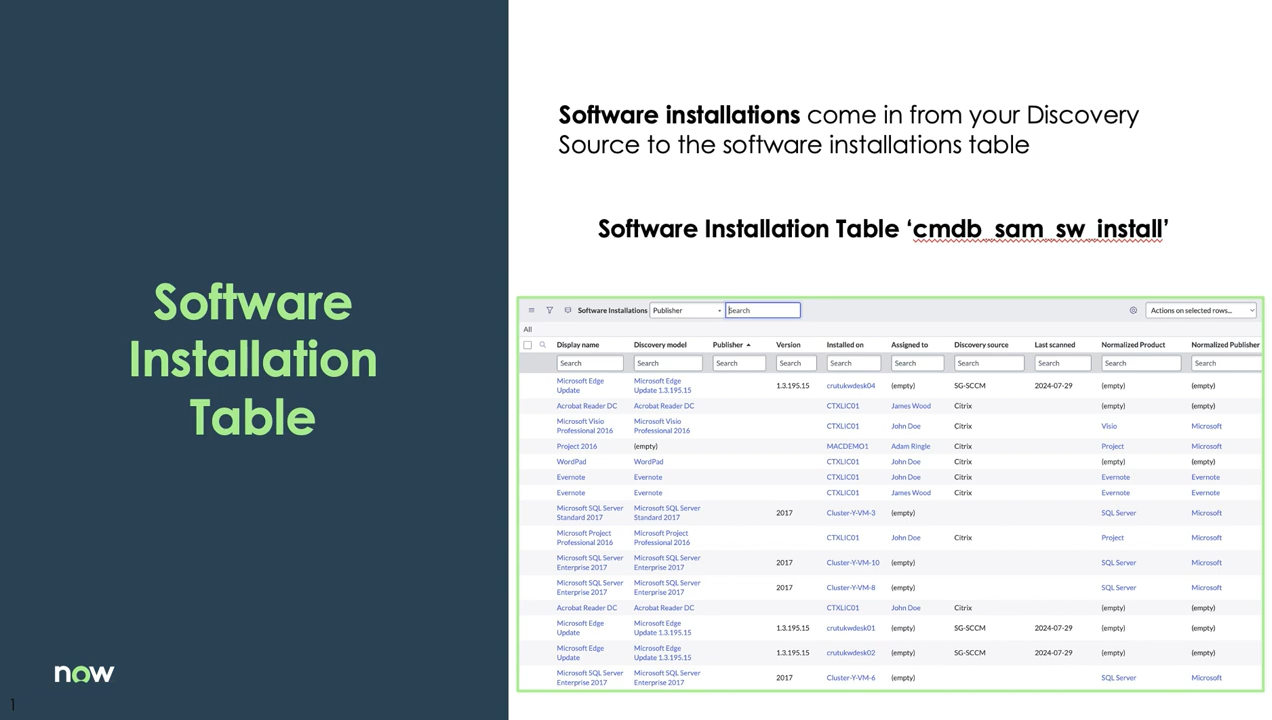 Software
Installation
Table
now
1
Software installations come in from your Discovery
Source to the software installations table
Software Installation Table ‘cmdb_sam_sw_install’
Software Installations Publisher Search Actions on selected rows...
All
Display name Discovery model Publisher Version Installed on Assigned to Discovery source Last scanned Normalized Product Normalized Publisher
Search Search Search Search Search Search Search Search Search Search
Microsoft Edge Microsoft Edge
Update Update 1.3.195.15 1.3.195.15 crutukwdesk04 (empty) SG-SCCM 2024-07-29 (empty) (empty)
Acrobat Reader DC Acrobat Reader DC CTXLIC01 James Wood Citrix (empty) (empty)
Microsoft Visio Microsoft Visio
Professional 2016 Professional 2016 CTXLIC01 John Doe Citrix Visio Microsoft
Project 2016 (empty) MACDEMO1 Adam Ringle Citrix Project Microsoft
WordPad WordPad CTXLIC01 John Doe Citrix (empty) (empty)
Evernote Evernote CTXLIC01 John Doe Citrix Evernote Evernote
Evernote Evernote CTXLIC01 James Wood Citrix Evernote Evernote
Microsoft SQL Server Microsoft SQL Server
Standard 2017 Standard 2017 2017 Cluster-Y-VM-3 (empty) SQL Server Microsoft
Microsoft Project Microsoft Project
Professional 2016 Professional 2016 CTXLIC01 John Doe Citrix Project Microsoft
Microsoft SQL Server Microsoft SQL Server
Enterprise 2017 Enterprise 2017 2017 Cluster-Y-VM-10 (empty) SQL Server Microsoft
Microsoft SQL Server Microsoft SQL Server
Enterprise 2017 Enterprise 2017 2017 Cluster-Y-VM-8 (empty) SQL Server Microsoft
Acrobat Reader DC Acrobat Reader DC CTXLIC01 John Doe Citrix (empty) (empty)
Microsoft Edge Microsoft Edge
Update Update 1.3.195.15 1.3.195.15 crutukwdesk01 (empty) SG-SCCM 2024-07-29 (empty) (empty)
Microsoft Edge Microsoft Edge
Update Update 1.3.195.15 1.3.195.15 crutukwdesk02 (empty) SG-SCCM 2024-07-29 (empty) (empty)
Microsoft SQL Server Microsoft SQL Server
Enterprise 2017 Enterprise 2017 2017 Cluster-Y-VM-6 (empty) SQL Server Microsoft